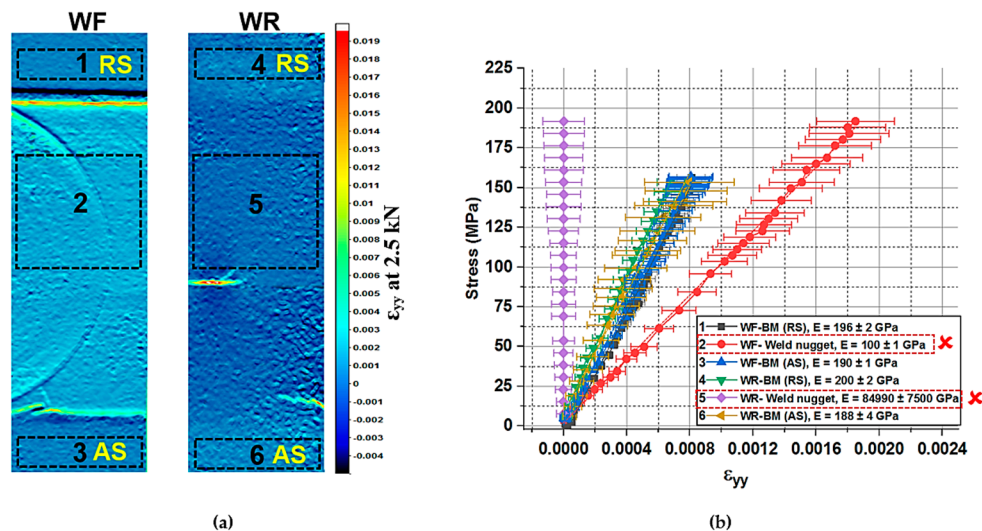 WF
WR
1 RS
4 RS
2
5
3 AS
6 AS
0.019
0.018
0.017
0.016
0.015
0.014
0.013
0.012
0.011
0.010
0.009
0.008
0.007
0.006
0.005
0.004
0.003
0.002
0.001
0
-0.001
-0.002
-0.003
-0.004
εyy at 2.5 kN
(a)
225
200
175
150
125
100
75
50
25
0
Stress (MPa)
1 WF-BM (RS), E = 196 ± 2 GPa
2 WF- Weld nugget, E = 100 ± 1 GPa ✘
3 WF-BM (AS), E = 190 ± 1 GPa
4 WR-BM (RS), E = 200 ± 2 GPa
5 WR- Weld nugget, E = 84990 ± 7500 GPa ✘
6 WR-BM (AS), E = 188 ± 4 GPa
0.0000 0.0004 0.0008 0.0012 0.0016 0.0020 0.0024
εyy
(b)